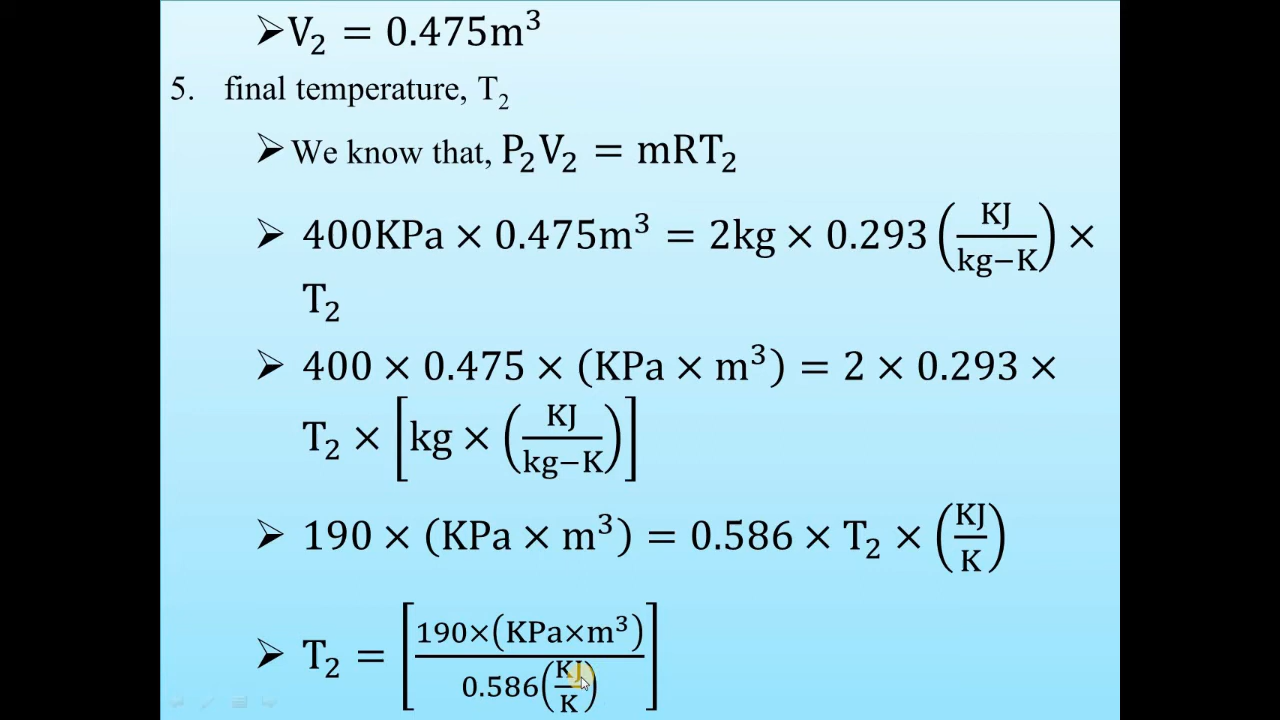 ➢V₂ = 0.475m³
5. final temperature, T₂
➢We know that, P₂V₂ = mRT₂
➢ 400KPa × 0.475m³ = 2kg × 0.293 (KJ/kg−K) ×
T₂
➢ 400 × 0.475 × (KPa × m³) = 2 × 0.293 ×
T₂ × [kg × (KJ/kg−K)]
➢ 190 × (KPa × m³) = 0.586 × T₂ × (KJ/K)
➢ T₂ = [190×(KPa×m³)/0.586(KJ/K)]